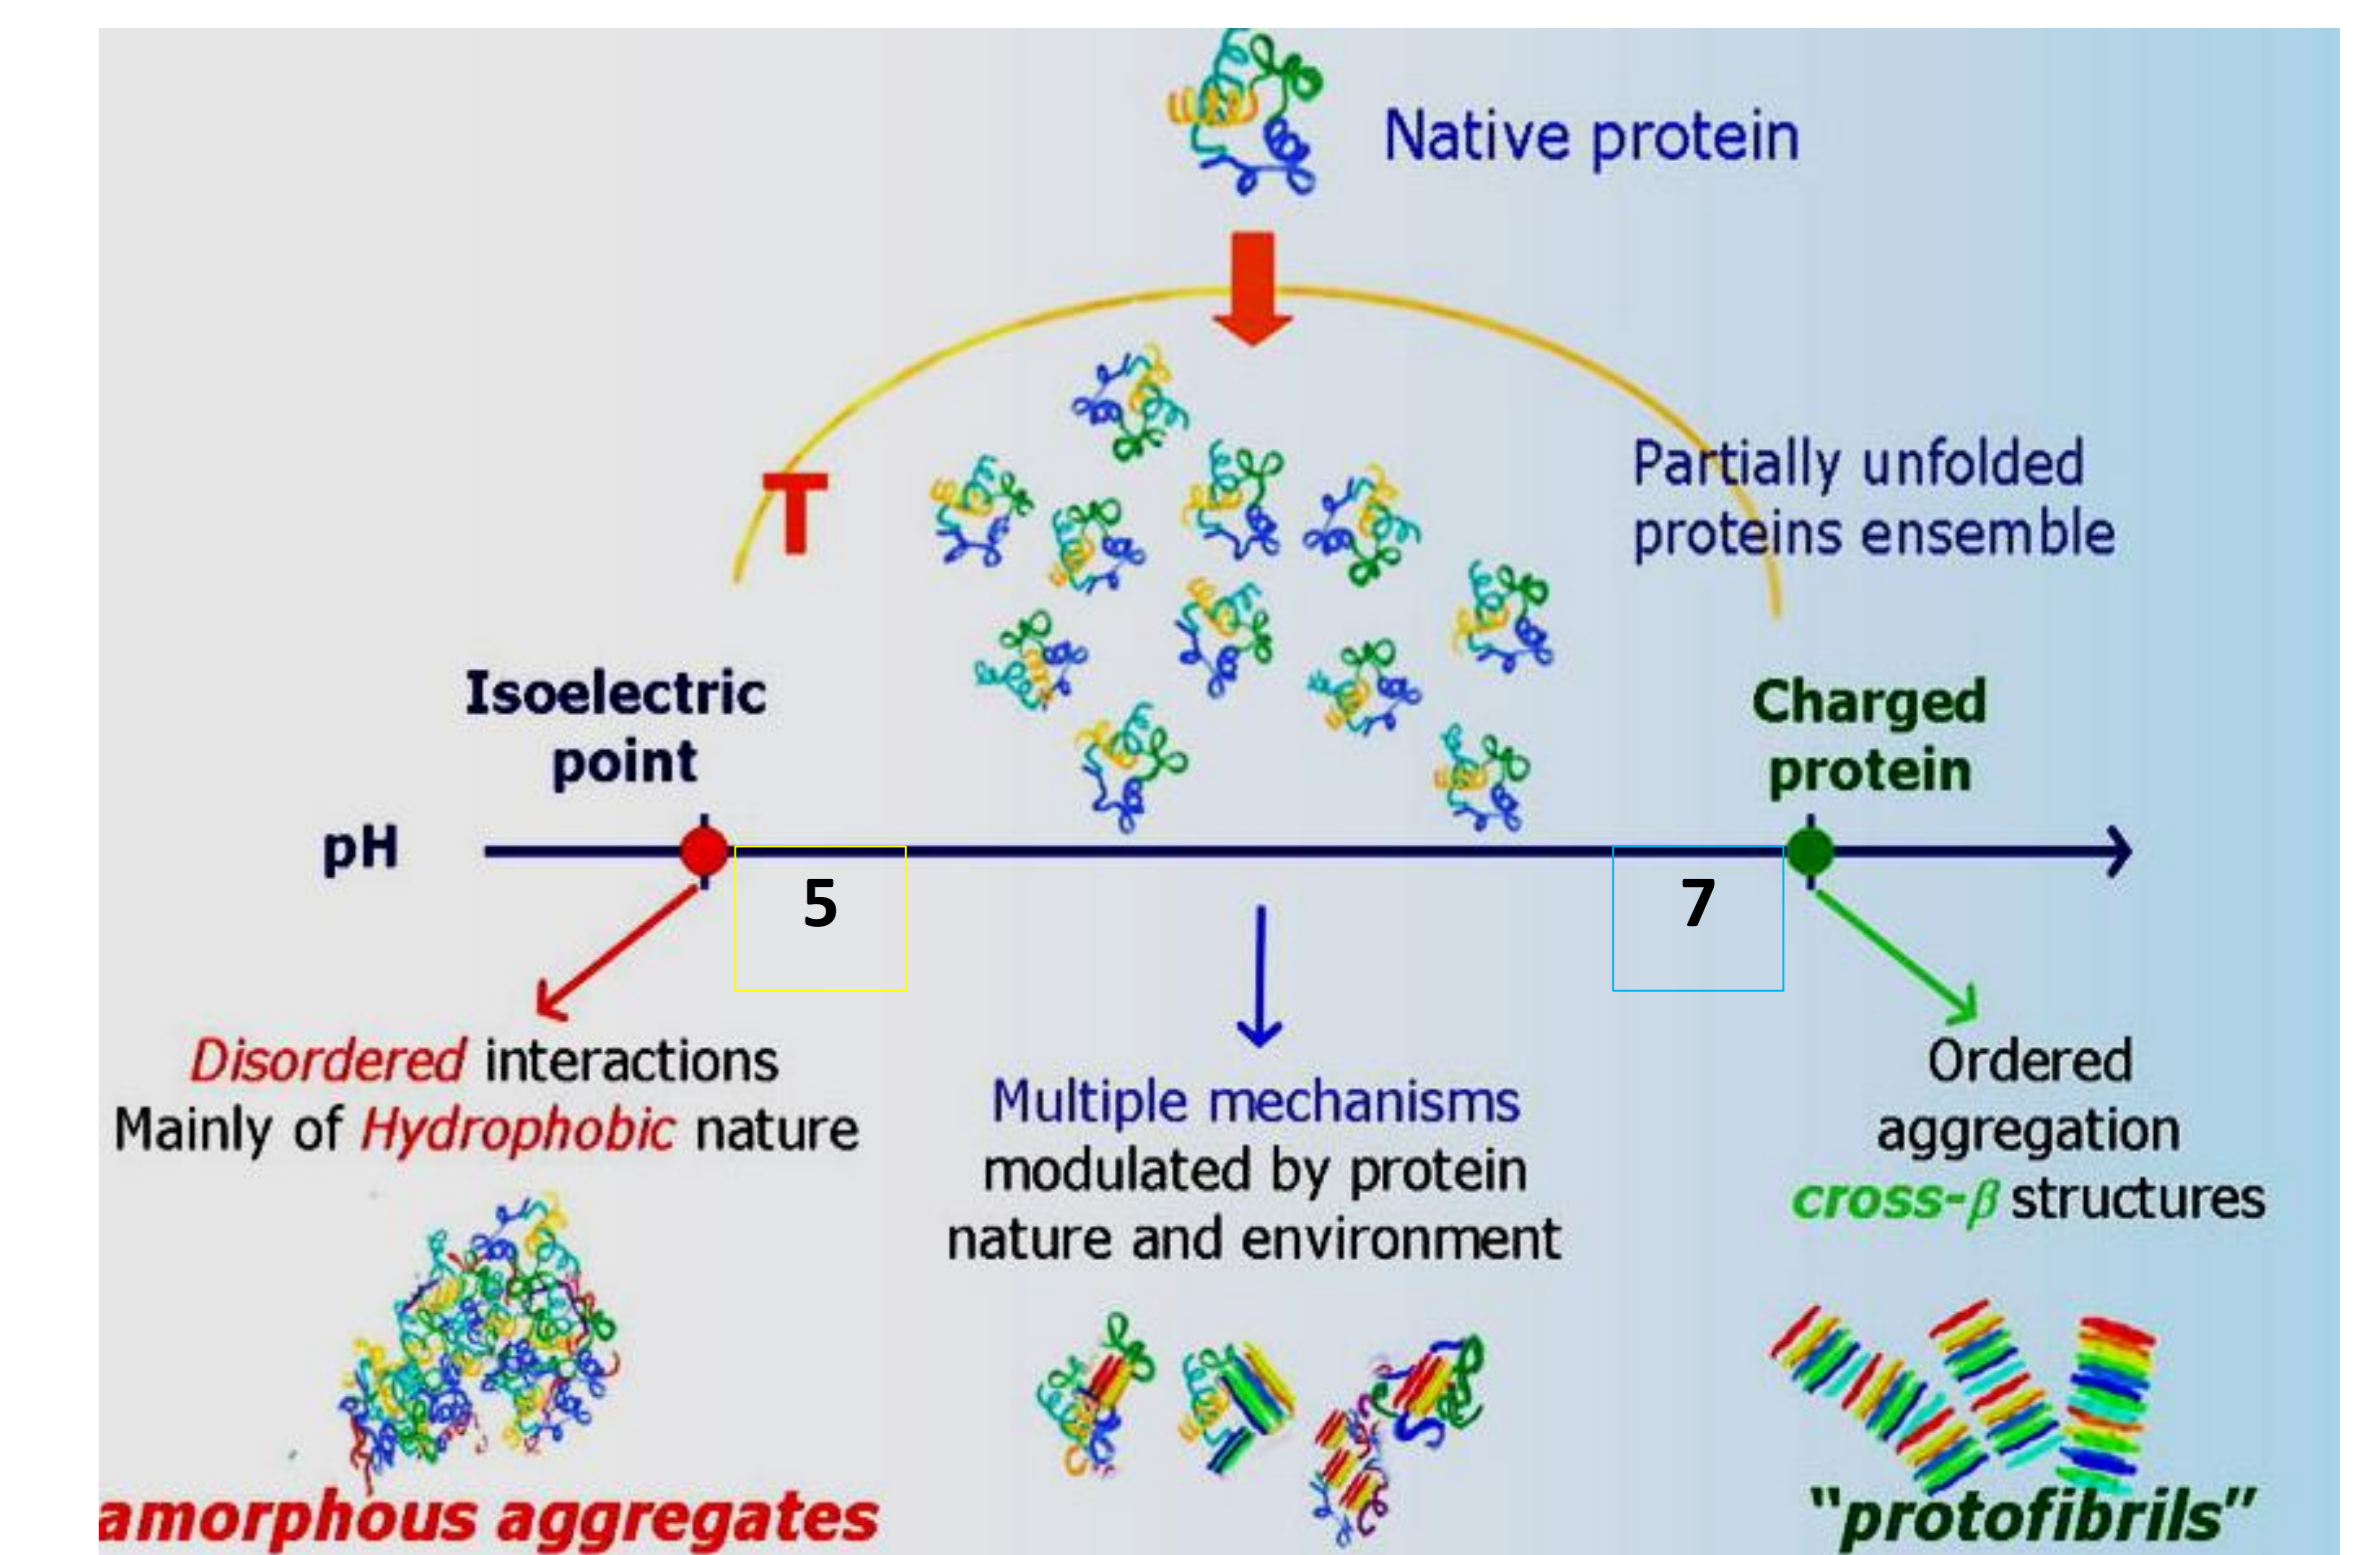 Native protein
T
Partially unfolded
proteins ensemble
Isoelectric
point
Charged
protein
pH
5
7
Disordered interactions
Mainly of Hydrophobic nature
Multiple mechanisms
modulated by protein
nature and environment
Ordered
aggregation
cross-β structures
amorphous aggregates
“protofibrils”